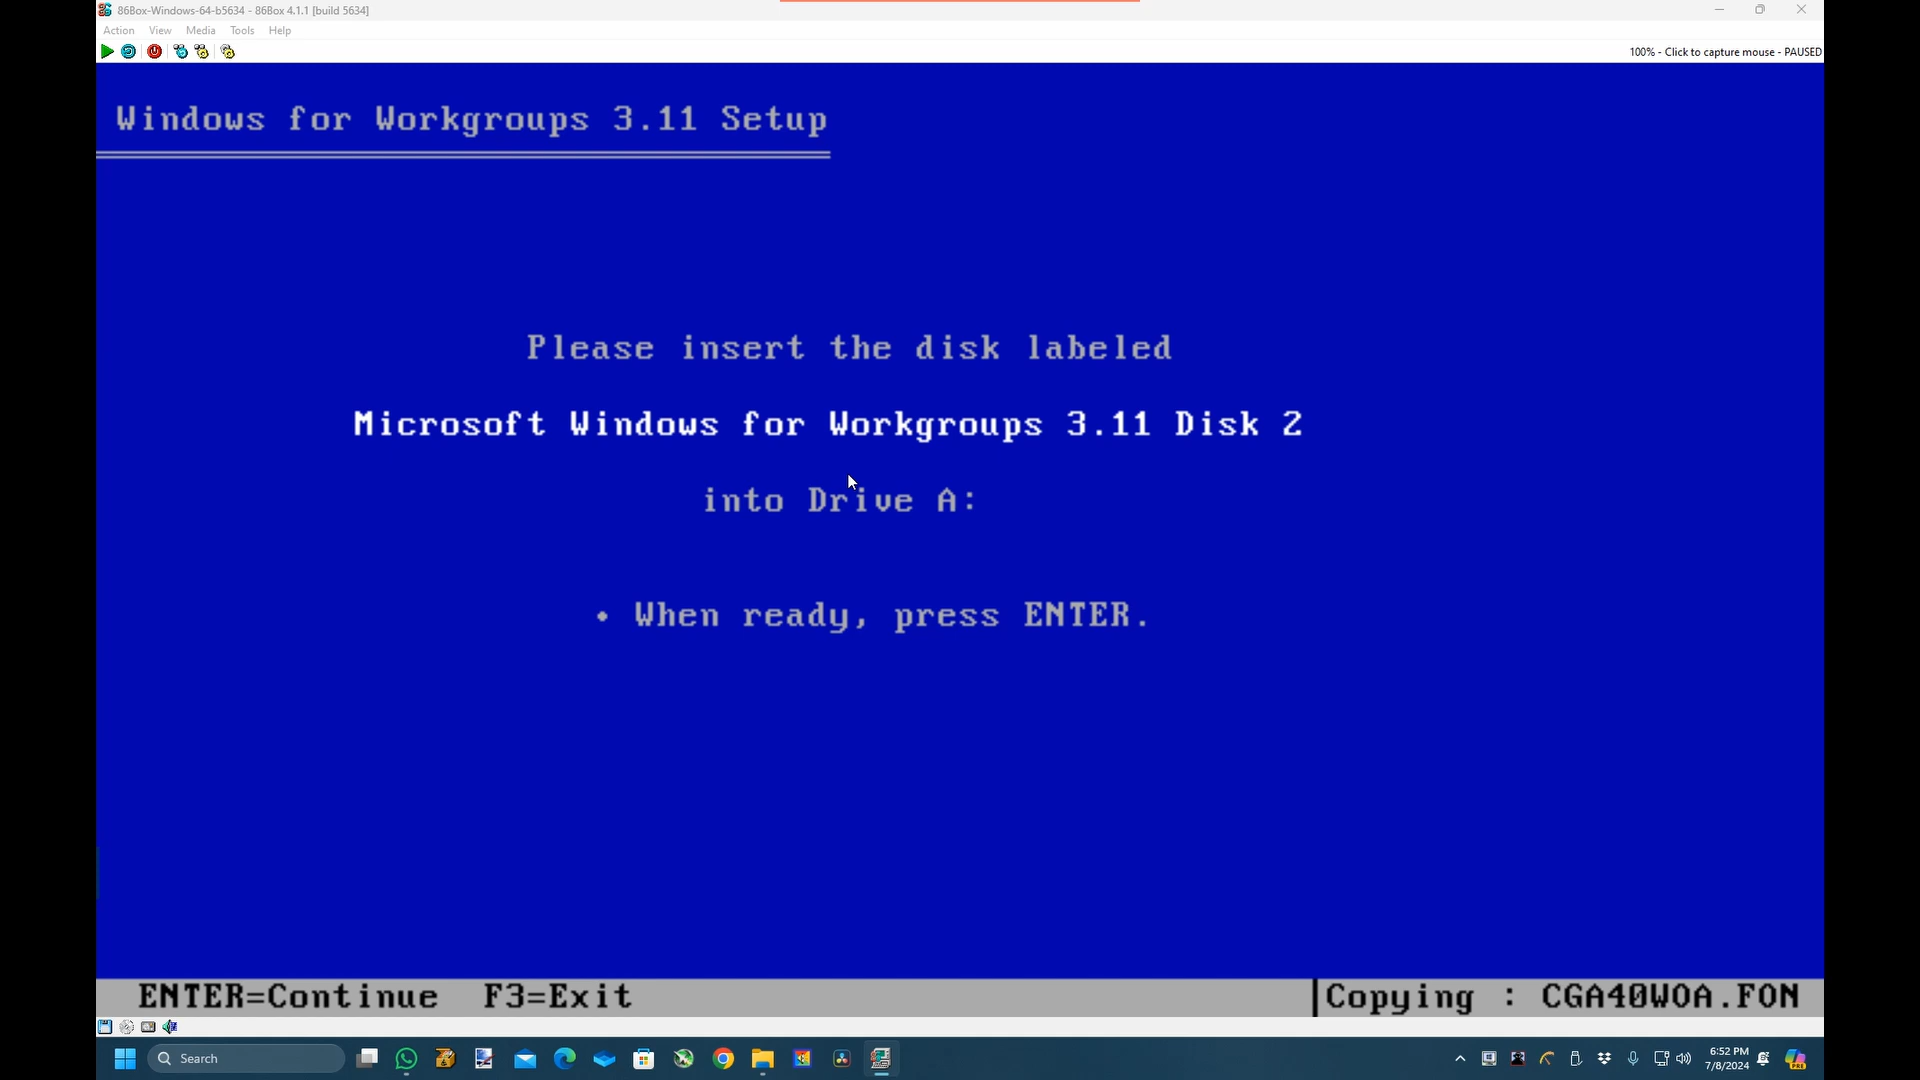 86Box-Windows-64-b5634 - 86Box 4.1.1 [build 5634]
Action View Media Tools Help
100% - Click to capture mouse - PAUSED
Windows for Workgroups 3.11 Setup
Please insert the disk labeled
Microsoft Windows for Workgroups 3.11 Disk 2
into Drive A:
• When ready, press ENTER.
ENTER=Continue F3=Exit Copying : CGA40WOA.FON
Search
6:52 PM
7/8/2024
PRE